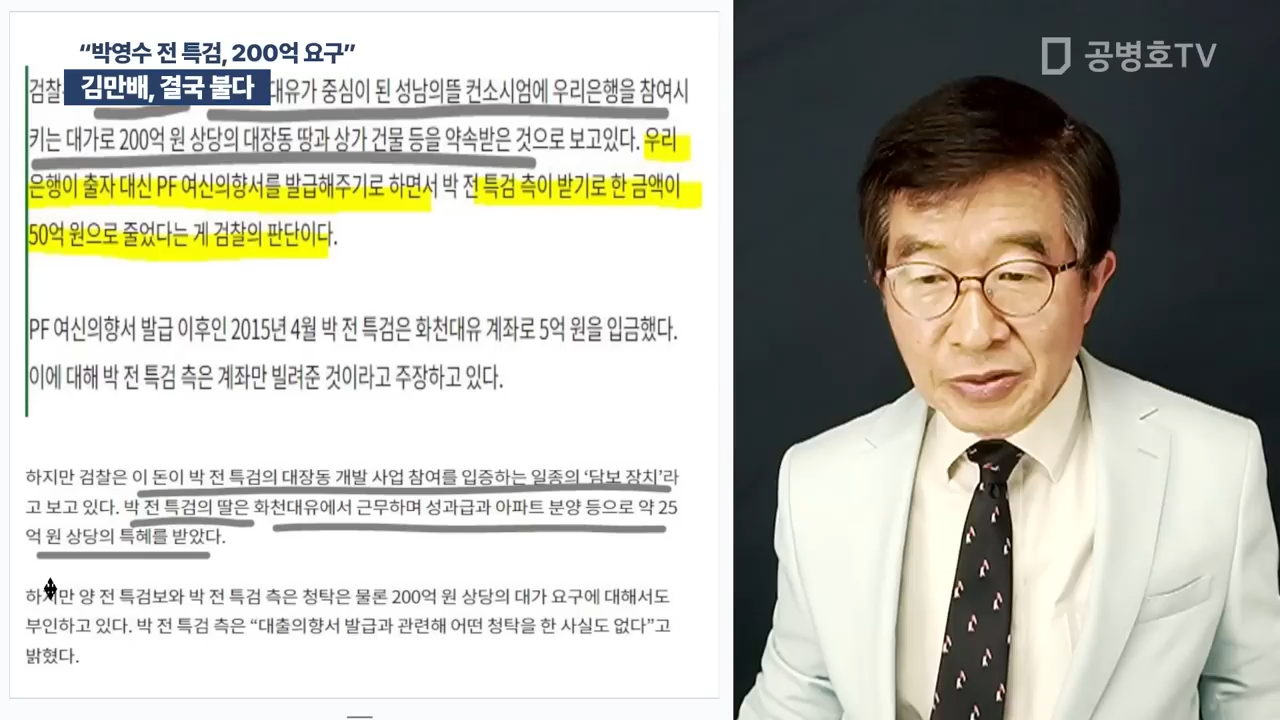 “박영수 전 특검, 200억 요구”
김만배, 결국 불다
공병호TV
검찰 대유가 중심이 된 성남의뜰 컨소시엄에 우리은행을 참여시
키는 대가로 200억 원 상당의 대장동 땅과 상가 건물 등을 약속받은 것으로 보고있다. 우리
은행이 출자 대신 PF 여신의향서를 발급해주기로 하면서 박 전 특검 측이 받기로 한 금액이
50억 원으로 줄었다는 게 검찰의 판단이다.
PF 여신의향서 발급 이후인 2015년 4월 박 전 특검은 화천대유 계좌로 5억 원을 입금했다.
이에 대해 박 전 특검 측은 계좌만 빌려준 것이라고 주장하고 있다.
하지만 검찰은 이 돈이 박 전 특검의 대장동 개발 사업 참여를 입증하는 일종의 ‘담보 장치’라
고 보고 있다. 박 전 특검의 딸은 화천대유에서 근무하며 성과급과 아파트 분양 등으로 약 25
억 원 상당의 특혜를 받았다.
하지만 양 전 특검보와 박 전 특검 측은 청탁은 물론 200억 원 상당의 대가 요구에 대해서도
부인하고 있다. 박 전 특검 측은 “대출의향서 발급과 관련해 어떤 청탁을 한 사실도 없다”고
밝혔다.